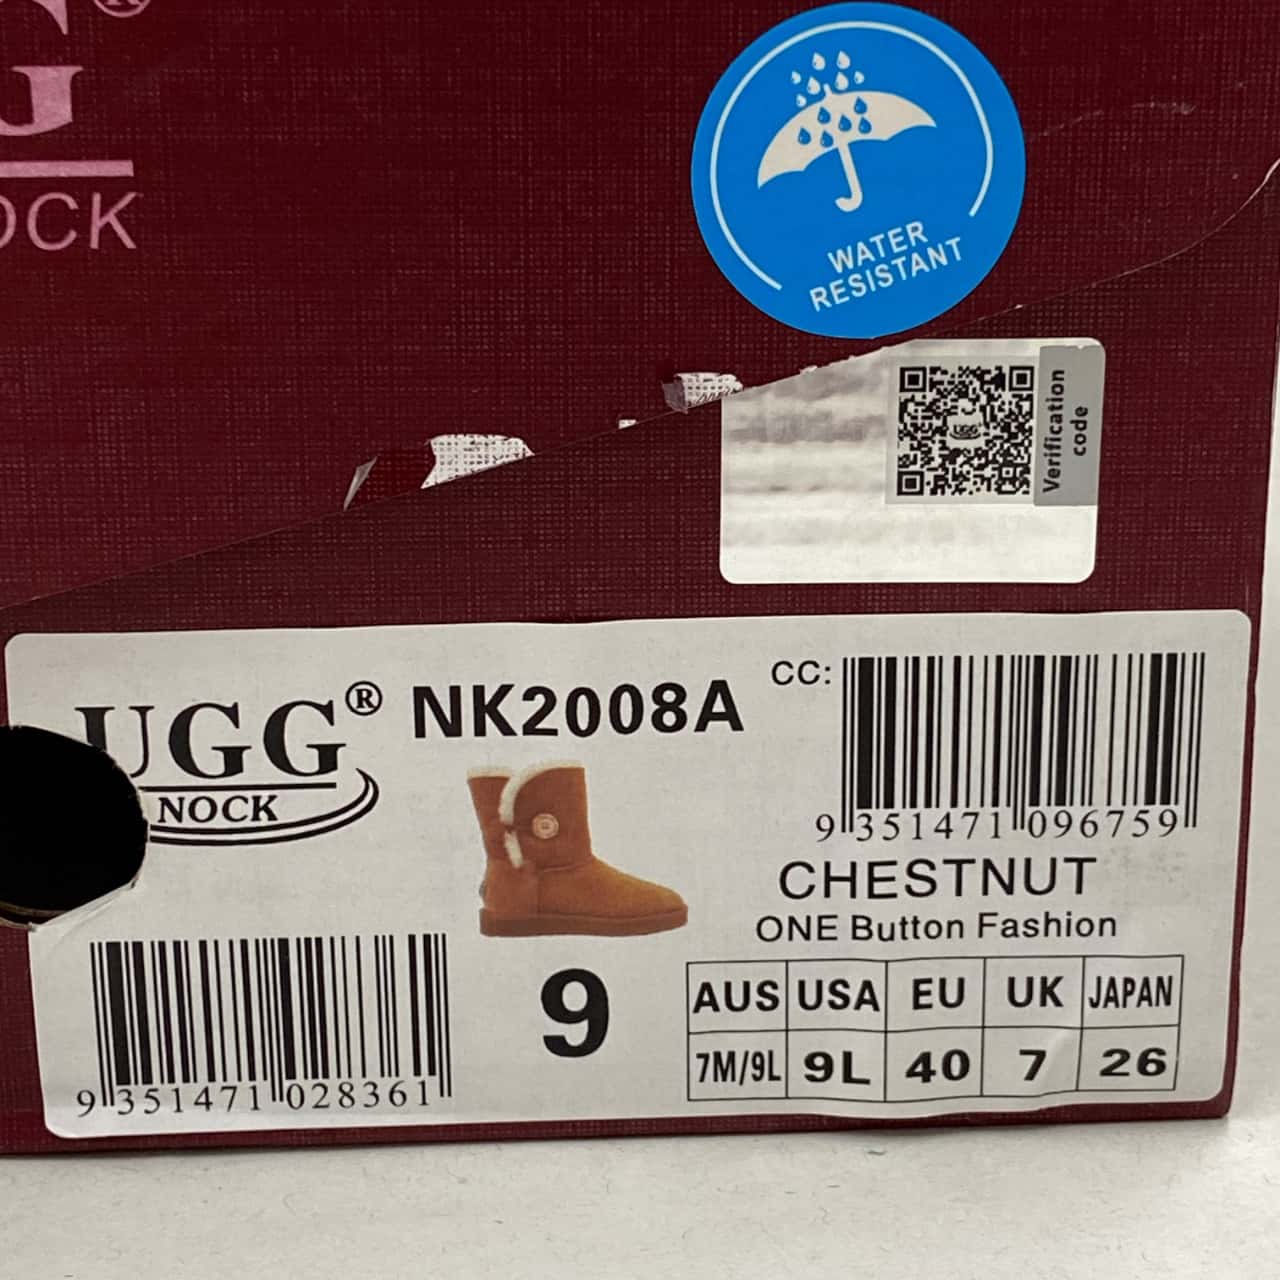 G®
OCK
WATER
RESISTANT
UGG
Verification
code
UGG® NK2008A
NOCK
CC:
9 351471 096759
CHESTNUT
ONE Button Fashion
9 351471 028361
9
AUS USA EU UK JAPAN
7M/9L 9L 40 7 26